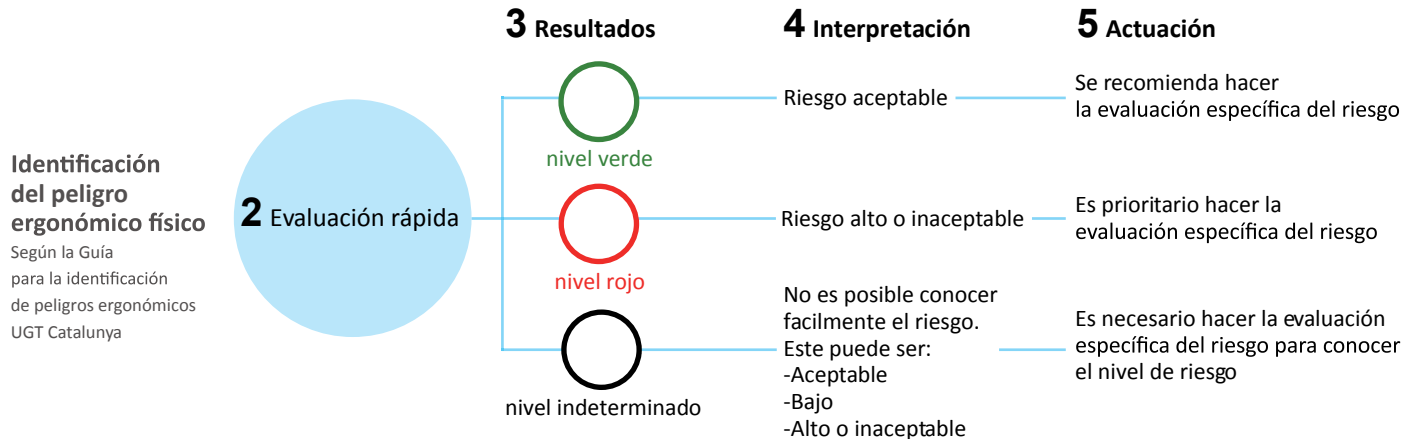 Identificación
del peligro
ergonómico físico
Según la Guía
para la identificación
de peligros ergonómicos
UGT Catalunya
2 Evaluación rápida
3 Resultados
nivel verde
nivel rojo
nivel indeterminado
4 Interpretación
Riesgo aceptable
Riesgo alto o inaceptable
No es posible conocer
facilmente el riesgo.
Este puede ser:
-Aceptable
-Bajo
-Alto o inaceptable
5 Actuación
Se recomienda hacer
la evaluación específica del riesgo
Es prioritario hacer la
evaluación específica del riesgo
Es necesario hacer la evaluación
específica del riesgo para conocer
el nivel de riesgo